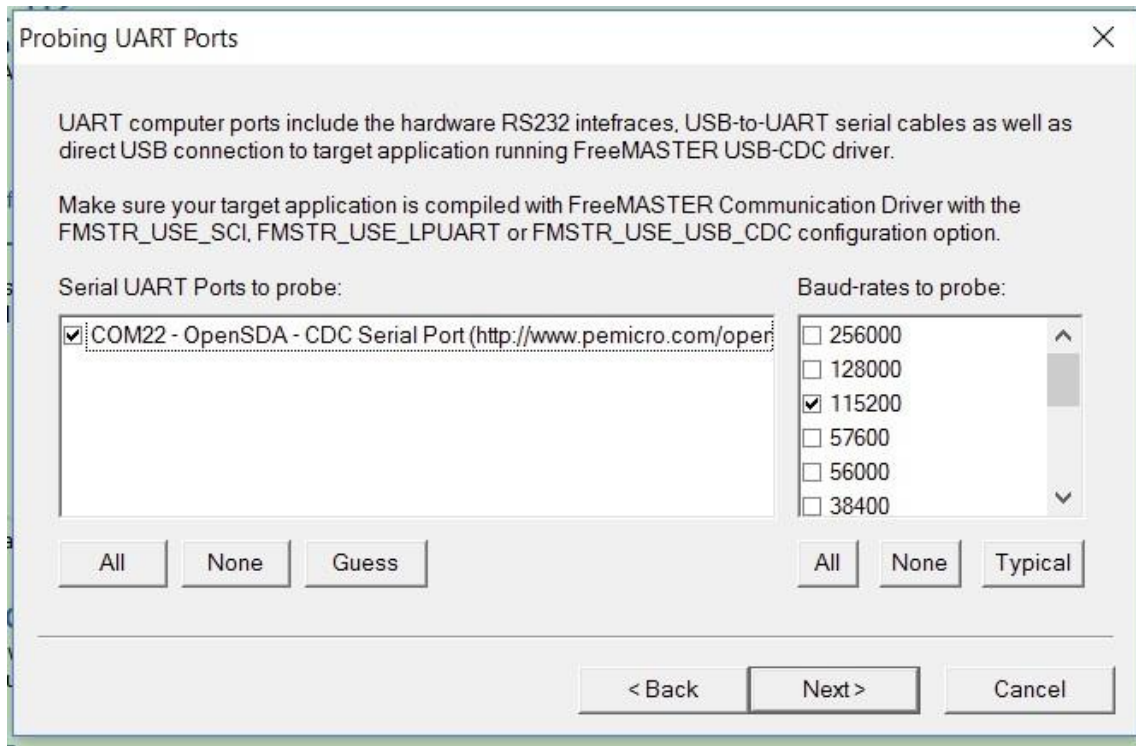 Probing UART Ports
UART computer ports include the hardware RS232 intefraces, USB-to-UART serial cables as well as
direct USB connection to target application running FreeMASTER USB-CDC driver.
Make sure your target application is compiled with FreeMASTER Communication Driver with the
FMSTR_USE_SCI, FMSTR_USE_LPUART or FMSTR_USE_USB_CDC configuration option.
Serial UART Ports to probe:
COM22 - OpenSDA - CDC Serial Port (http://www.pemicro.com/open
All None Guess
Baud-rates to probe:
256000
128000
115200
57600
56000
38400
All None Typical
< Back Next > Cancel